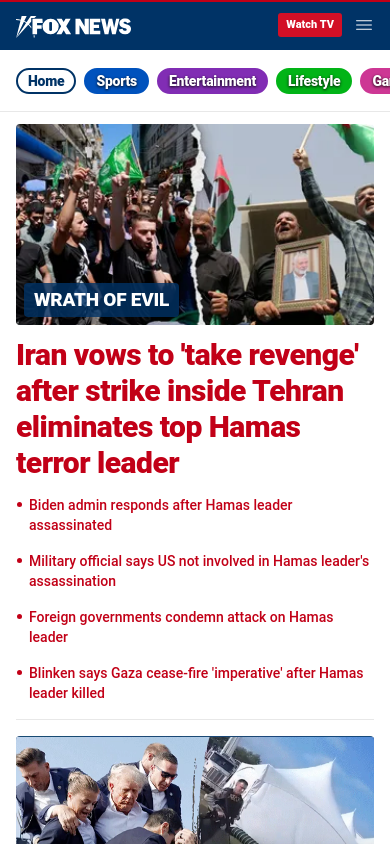 FOX NEWS
Watch TV
Home
Sports
Entertainment
Lifestyle
WRATH OF EVIL
Iran vows to 'take revenge'
after strike inside Tehran
eliminates top Hamas
terror leader
• Biden admin responds after Hamas leader
assassinated
• Military official says US not involved in Hamas leader's
assassination
• Foreign governments condemn attack on Hamas
leader
• Blinken says Gaza cease-fire 'imperative' after Hamas
leader killed